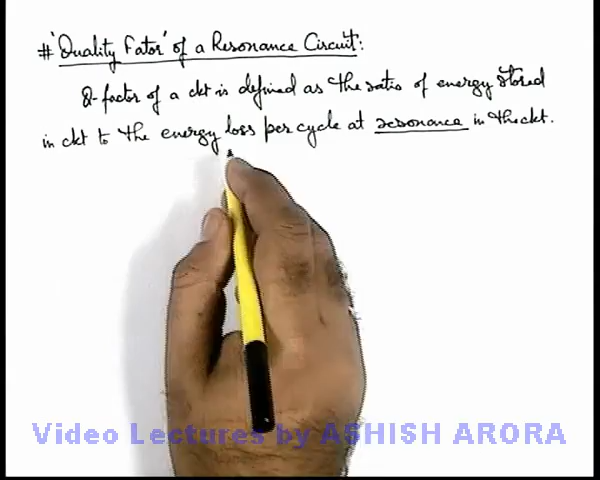 #'Quality Fator' of a Resonance Circuit:
Q-factor of a ckt is defined as the ratio of energy stored
in ckt to the energy loss per cycle at resonance in the ckt.
Video Lectures by ASHISH ARORA